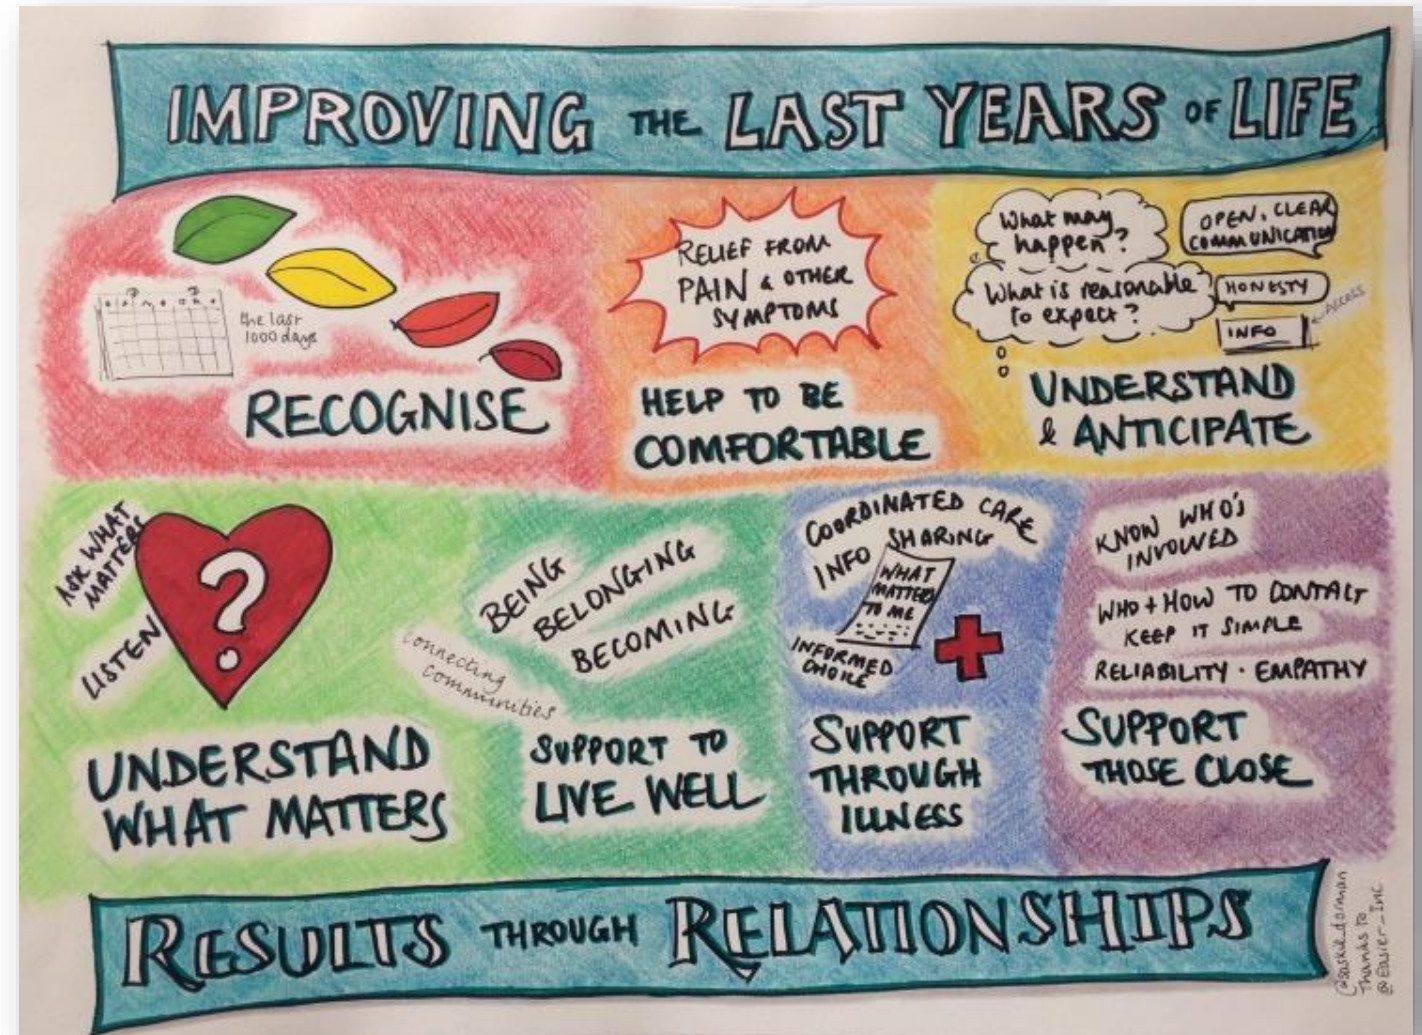 IMPROVING THE LAST YEARS OF LIFE
the last
1000 days
RECOGNISE
RELIEF FROM
PAIN & OTHER
SYMPTOMS
HELP TO BE
COMFORTABLE
What may
happen?
What is reasonable
to expect?
OPEN, CLEAR
COMMUNICATION
HONESTY
INFO
ACCESS
UNDERSTAND
& ANTICIPATE
ASK WHAT
MATTERS
LISTEN
UNDERSTAND
WHAT MATTERS
BEING
BELONGING
BECOMING
connecting
communities
SUPPORT TO
LIVE WELL
COORDINATED CARE
INFO SHARING
WHAT
MATTERS
TO ME
INFORMED
CHOICE
SUPPORT
THROUGH
ILLNESS
KNOW WHO'S
INVOLVED
WHO + HOW TO CONTACT
KEEP IT SIMPLE
RELIABILITY · EMPATHY
SUPPORT
THOSE CLOSE
RESULTS THROUGH RELATIONSHIPS
@saskie_dorman
Thanks to
@Easier_Inc